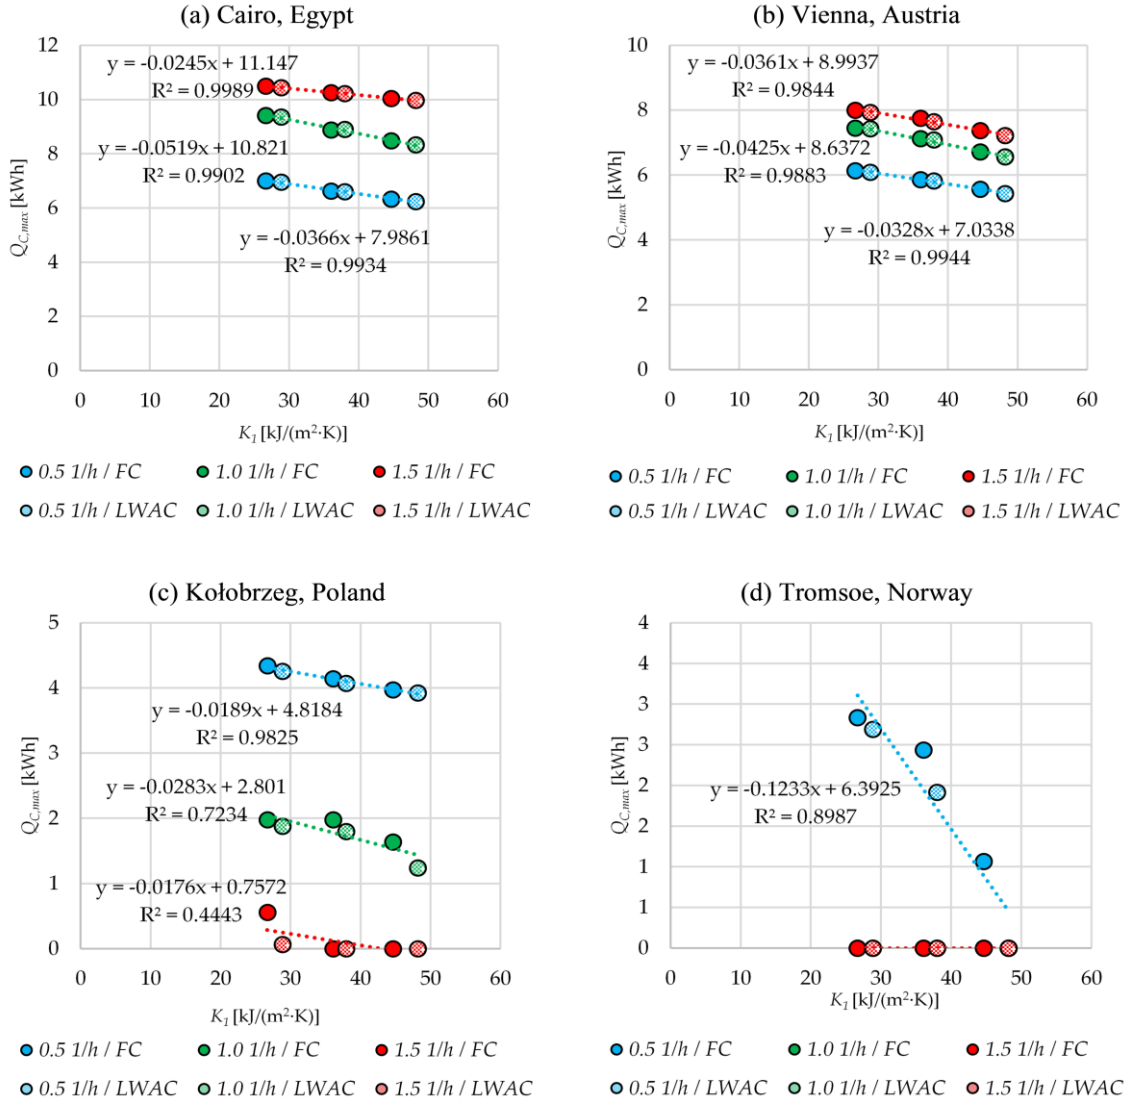 (a) Cairo, Egypt
12
10
8
6
4
2
0
Q_C,max [kWh]
y = -0.0245x + 11.147
R² = 0.9989
y = -0.0519x + 10.821
R² = 0.9902
y = -0.0366x + 7.9861
R² = 0.9934
0 10 20 30 40 50 60
K_1 [kJ/(m²·K)]
0.5 1/h / FC 1.0 1/h / FC 1.5 1/h / FC
0.5 1/h / LWAC 1.0 1/h / LWAC 1.5 1/h / LWAC
(b) Vienna, Austria
10
8
6
4
2
0
Q_C,max [kWh]
y = -0.0361x + 8.9937
R² = 0.9844
y = -0.0425x + 8.6372
R² = 0.9883
y = -0.0328x + 7.0338
R² = 0.9944
0 10 20 30 40 50 60
K_1 [kJ/(m²·K)]
0.5 1/h / FC 1.0 1/h / FC 1.5 1/h / FC
0.5 1/h / LWAC 1.0 1/h / LWAC 1.5 1/h / LWAC
(c) Kołobrzeg, Poland
5
4
3
2
1
0
Q_C,max [kWh]
y = -0.0189x + 4.8184
R² = 0.9825
y = -0.0283x + 2.801
R² = 0.7234
y = -0.0176x + 0.7572
R² = 0.4443
0 10 20 30 40 50 60
K_1 [kJ/(m²·K)]
0.5 1/h / FC 1.0 1/h / FC 1.5 1/h / FC
0.5 1/h / LWAC 1.0 1/h / LWAC 1.5 1/h / LWAC
(d) Tromsoe, Norway
4
4
3
3
2
2
1
1
0
Q_C,max [kWh]
y = -0.1233x + 6.3925
R² = 0.8987
0 10 20 30 40 50 60
K_1 [kJ/(m²·K)]
0.5 1/h / FC 1.0 1/h / FC 1.5 1/h / FC
0.5 1/h / LWAC 1.0 1/h / LWAC 1.5 1/h / LWAC